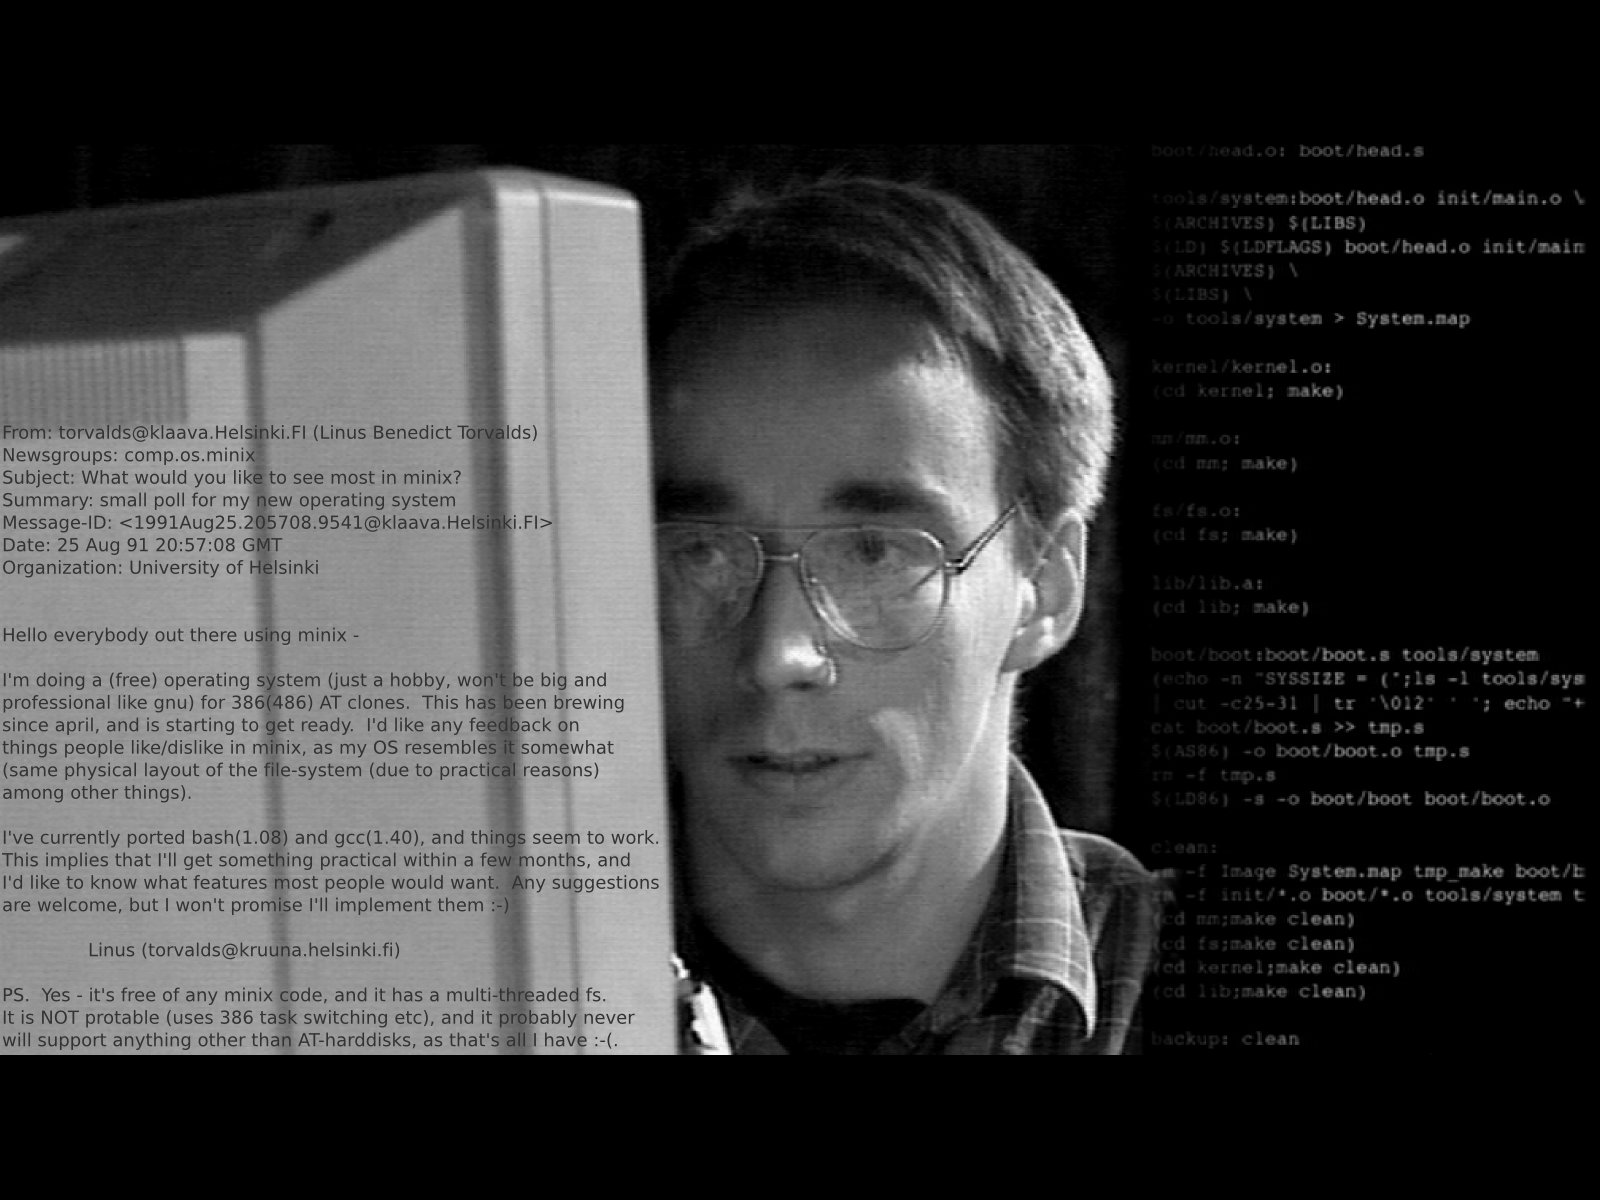 From: torvalds@klaava.Helsinki.FI (Linus Benedict Torvalds)
Newsgroups: comp.os.minix
Subject: What would you like to see most in minix?
Summary: small poll for my new operating system
Message-ID: <1991Aug25.205708.9541@klaava.Helsinki.FI>
Date: 25 Aug 91 20:57:08 GMT
Organization: University of Helsinki
Hello everybody out there using minix -
I'm doing a (free) operating system (just a hobby, won't be big and
professional like gnu) for 386(486) AT clones.  This has been brewing
since april, and is starting to get ready.  I'd like any feedback on
things people like/dislike in minix, as my OS resembles it somewhat
(same physical layout of the file-system (due to practical reasons)
among other things).
I've currently ported bash(1.08) and gcc(1.40), and things seem to work.
This implies that I'll get something practical within a few months, and
I'd like to know what features most people would want.  Any suggestions
are welcome, but I won't promise I'll implement them :-)
Linus (torvalds@kruuna.helsinki.fi)
PS.  Yes - it's free of any minix code, and it has a multi-threaded fs.
It is NOT protable (uses 386 task switching etc), and it probably never
will support anything other than AT-harddisks, as that's all I have :-(.
boot/head.o: boot/head.s
tools/system:boot/head.o init/main.o \
$(ARCHIVES) $(LIBS)
$(LD) $(LDFLAGS) boot/head.o init/main
$(ARCHIVES) \
$(LIBS) \
-o tools/system > System.map
kernel/kernel.o:
(cd kernel; make)
mm/mm.o:
(cd mm; make)
fs/fs.o:
(cd fs; make)
lib/lib.a:
(cd lib; make)
boot/boot:boot/boot.s tools/system
(echo -n "SYSSIZE = (";ls -l tools/sys
| cut -c25-31 | tr '\012' ' '; echo "+
cat boot/boot.s >> tmp.s
$(AS86) -o boot/boot.o tmp.s
rm -f tmp.s
$(LD86) -s -o boot/boot boot/boot.o
clean:
rm -f Image System.map tmp_make boot/b
rm -f init/*.o boot/*.o tools/system t
(cd mm;make clean)
(cd fs;make clean)
(cd kernel;make clean)
(cd lib;make clean)
backup: clean